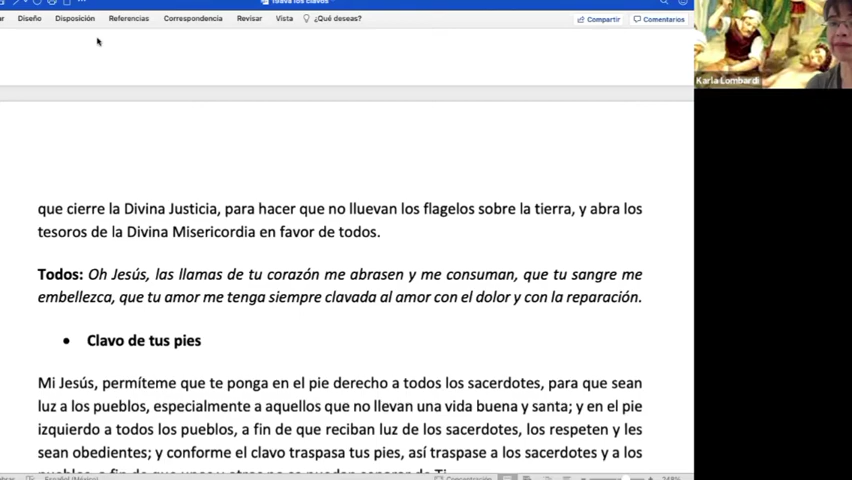 Diseño Disposición Referencias Correspondencia Revisar Vista ¿Qué deseas? Compartir Comentarios
Karla Lombardi
que cierre la Divina Justicia, para hacer que no lluevan los flagelos sobre la tierra, y abra los
tesoros de la Divina Misericordia en favor de todos.
Todos: Oh Jesús, las llamas de tu corazón me abrasen y me consuman, que tu sangre me
embellezca, que tu amor me tenga siempre clavada al amor con el dolor y con la reparación.
• Clavo de tus pies
Mi Jesús, permíteme que te ponga en el pie derecho a todos los sacerdotes, para que sean
luz a los pueblos, especialmente a aquellos que no llevan una vida buena y santa; y en el pie
izquierdo a todos los pueblos, a fin de que reciban luz de los sacerdotes, los respeten y les
sean obedientes; y conforme el clavo traspasa tus pies, así traspase a los sacerdotes y a los